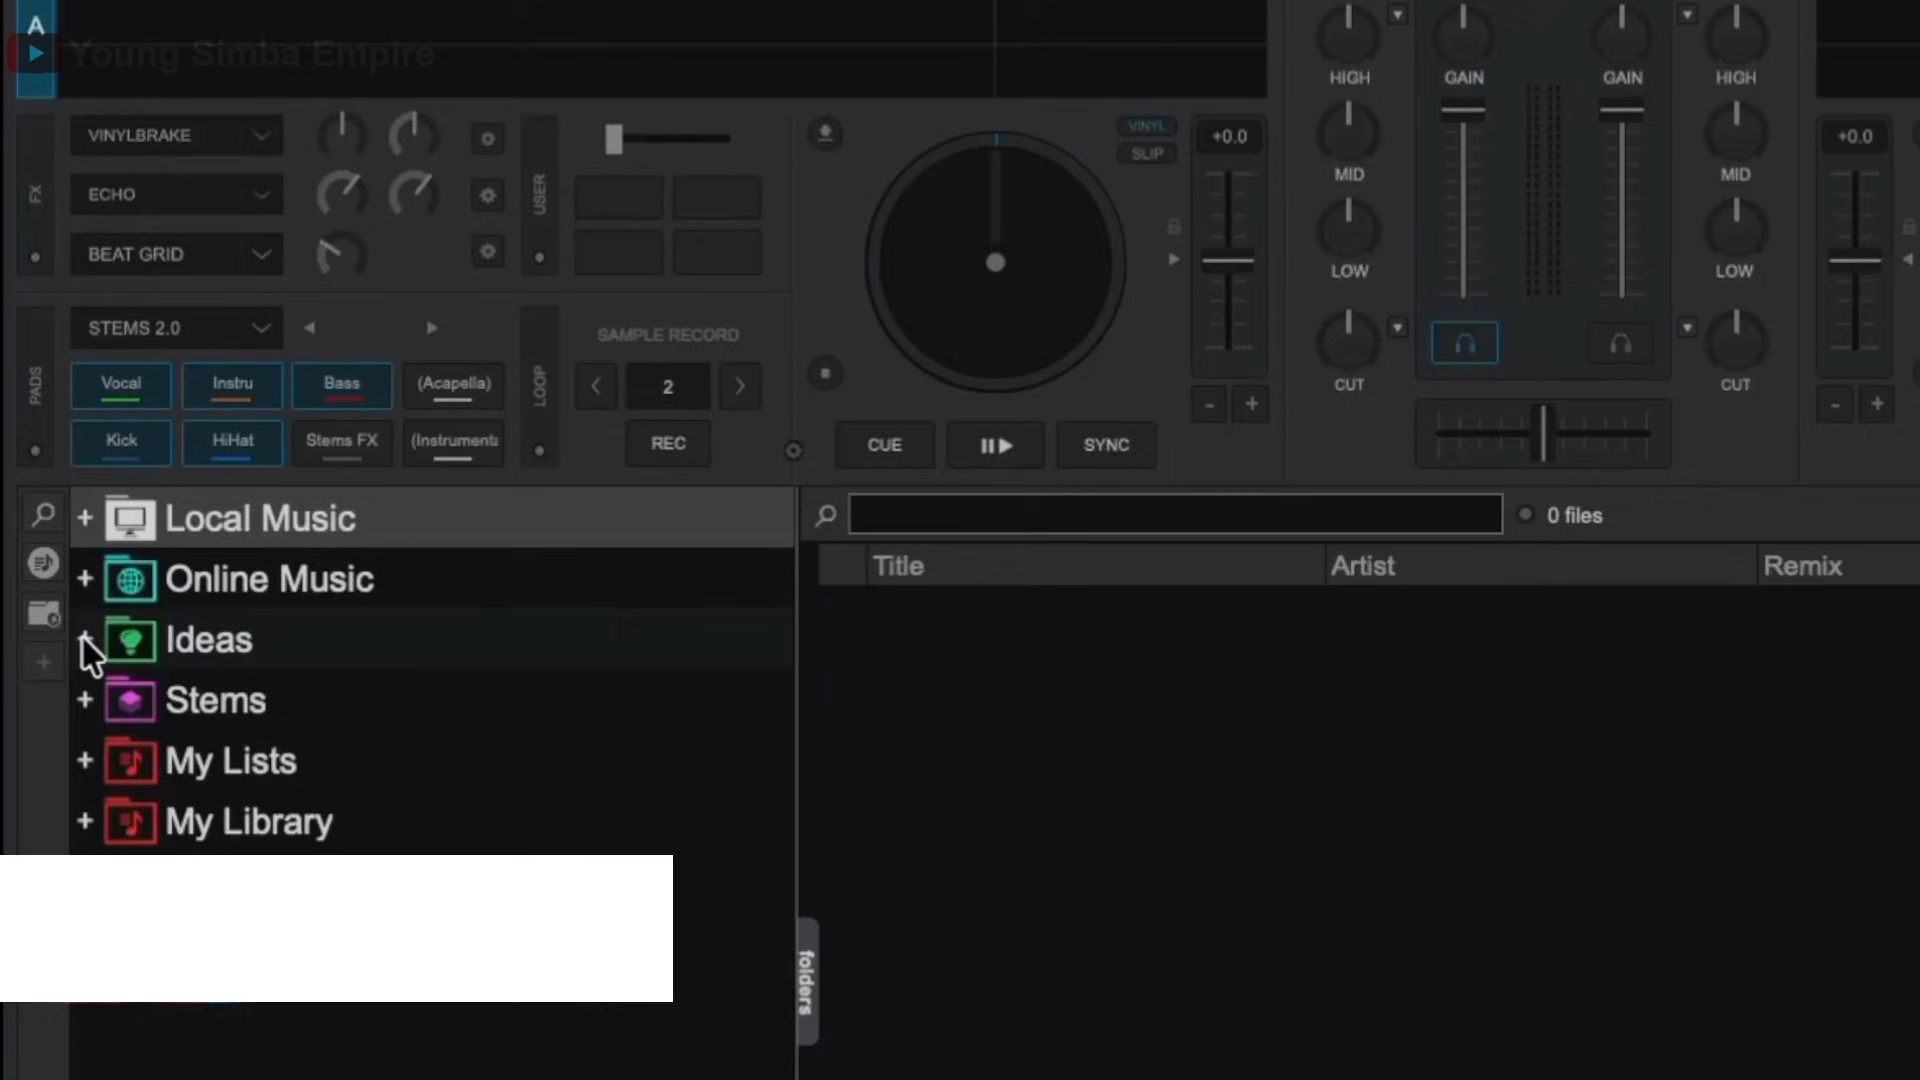 A
Young Simba Empire
HIGH GAIN GAIN HIGH
FX
VINYLBRAKE
ECHO
BEAT GRID
USER
VINYL
SLIP
+0.0
+0.0
MID MID
LOW LOW
CUT CUT
PADS
STEMS 2.0
Vocal Instru Bass (Acapella)
Kick HiHat Stems FX (Instrumenta
LOOP
SAMPLE RECORD
2
REC
CUE SYNC
- +
- +
Local Music
Online Music
Ideas
Stems
My Lists
My Library
0 files
Title Artist Remix
folders